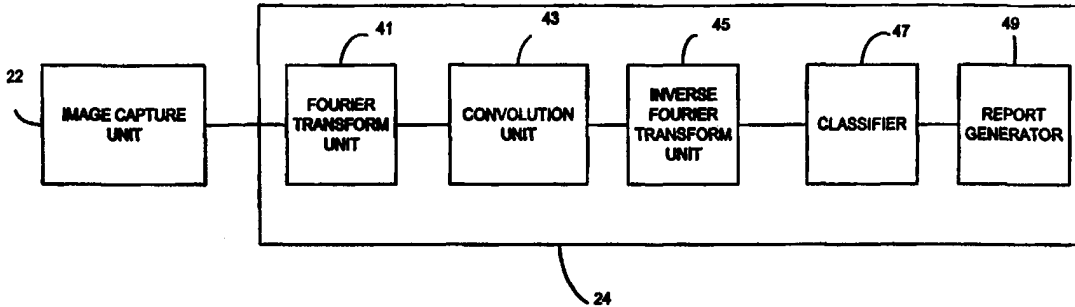 41
43
45
47
49
22
IMAGE CAPTURE
UNIT
FOURIER
TRANSFORM
UNIT
CONVOLUTION
UNIT
INVERSE
FOURIER
TRANSFORM
UNIT
CLASSIFIER
REPORT
GENERATOR
24